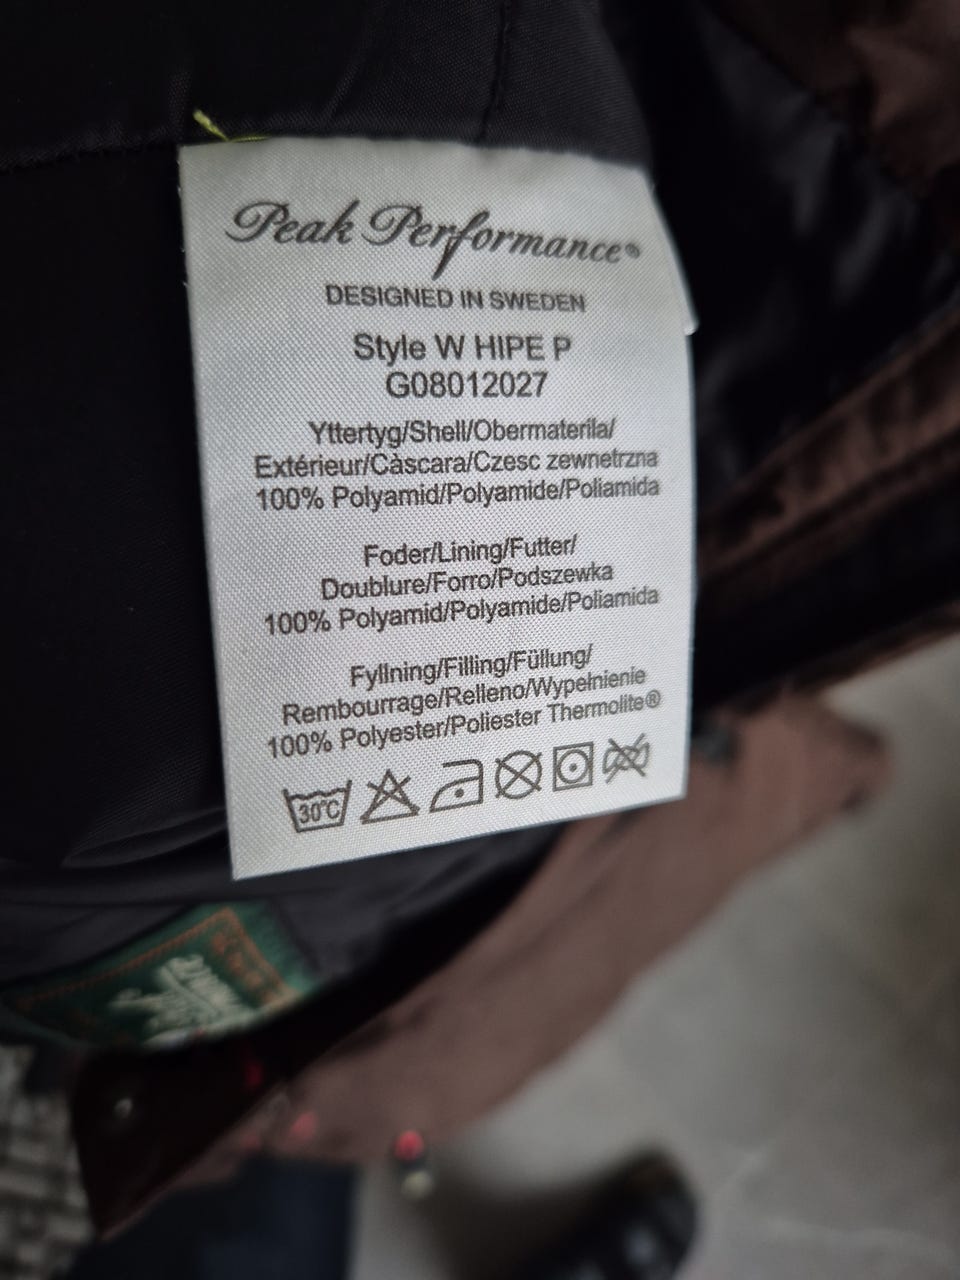 Peak Performance®
DESIGNED IN SWEDEN
Style W HIPE P
G08012027
Yttertyg/Shell/Obermaterila/
Extérieur/Càscara/Czesc zewnetrzna
100% Polyamid/Polyamide/Poliamida
Foder/Lining/Futter/
Doublure/Forro/Podszewka
100% Polyamid/Polyamide/Poliamida
Fyllning/Filling/Füllung/
Rembourrage/Relleno/Wypełnienie
100% Polyester/Poliester Thermolite®
30°C